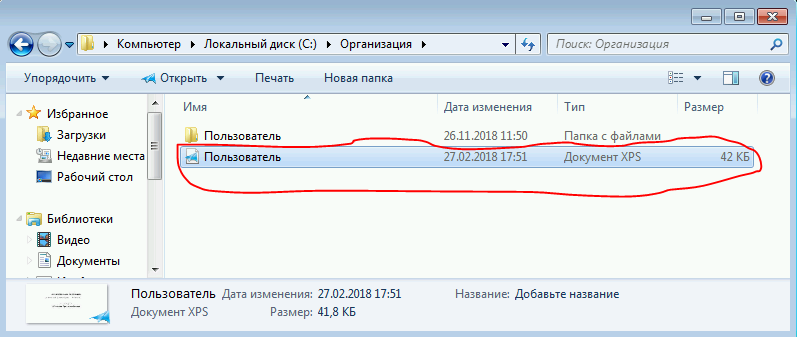 Компьютер Локальный диск (C:) Организация
Поиск: Организация
Упорядочить Открыть Печать Новая папка
Имя Дата изменения Тип Размер
Избранное
Загрузки
Недавние места
Рабочий стол
Библиотеки
Видео
Документы
Пользователь 26.11.2018 11:50 Папка с файлами
Пользователь 27.02.2018 17:51 Документ XPS 42 КБ
Пользователь Дата изменения: 27.02.2018 17:51 Название: Добавьте название
Документ XPS Размер: 41,8 КБ